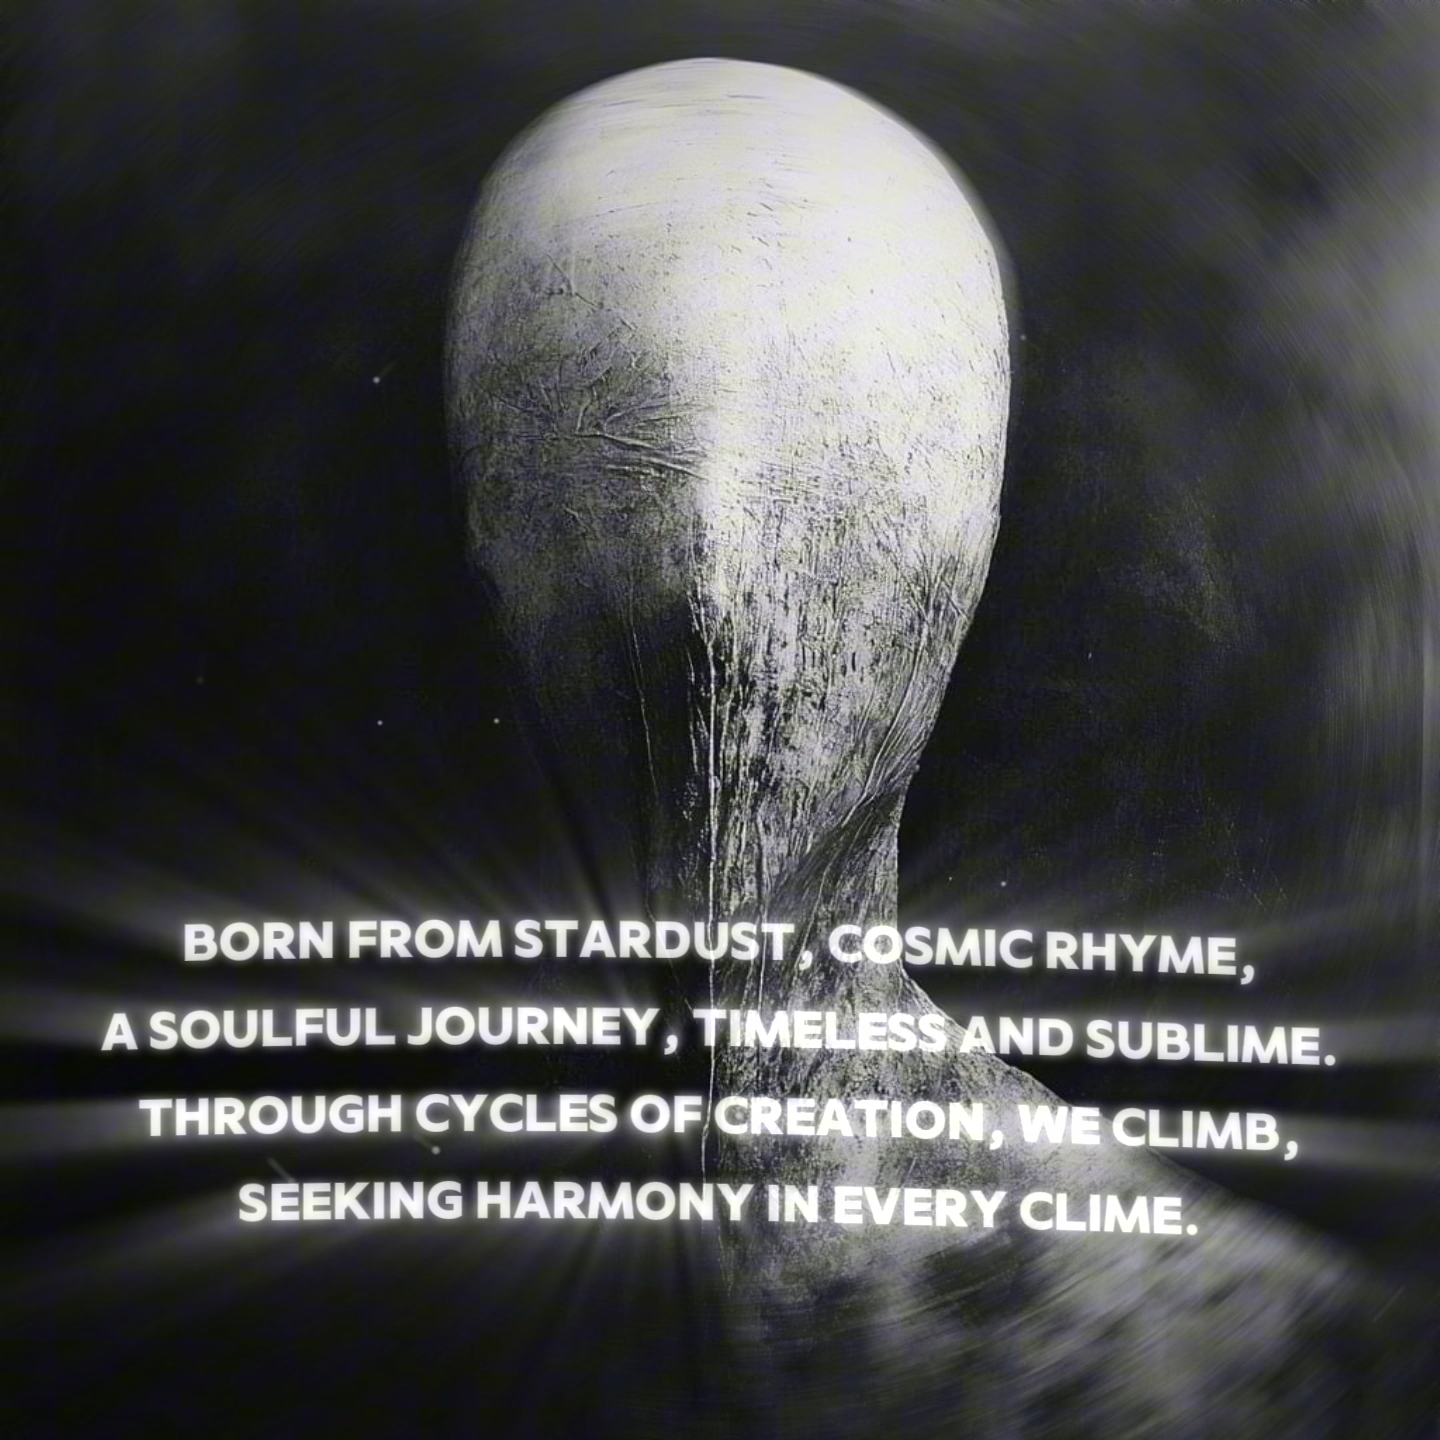 BORN FROM STARDUST, COSMIC RHYME,
A SOULFUL JOURNEY, TIMELESS AND SUBLIME.
THROUGH CYCLES OF CREATION, WE CLIMB,
SEEKING HARMONY IN EVERY CLIME.